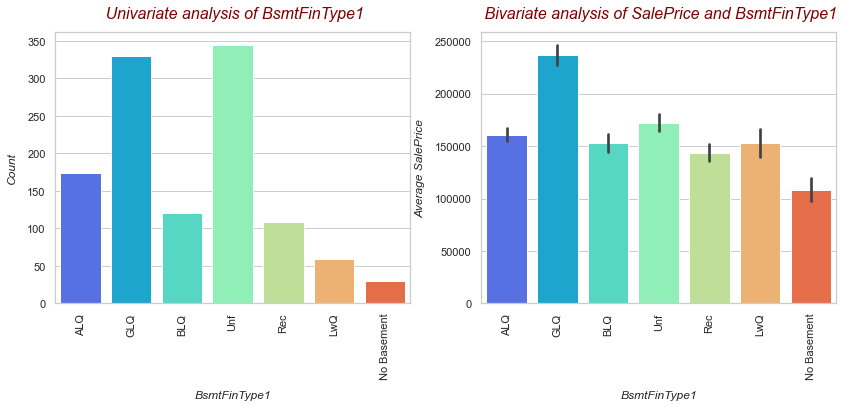 Univariate analysis of BsmtFinType1
Count
350
300
250
200
150
100
50
0
ALQ
GLQ
BLQ
Unf
Rec
LwQ
No Basement
BsmtFinType1
Bivariate analysis of SalePrice and BsmtFinType1
Average SalePrice
250000
200000
150000
100000
50000
0
ALQ
GLQ
BLQ
Unf
Rec
LwQ
No Basement
BsmtFinType1